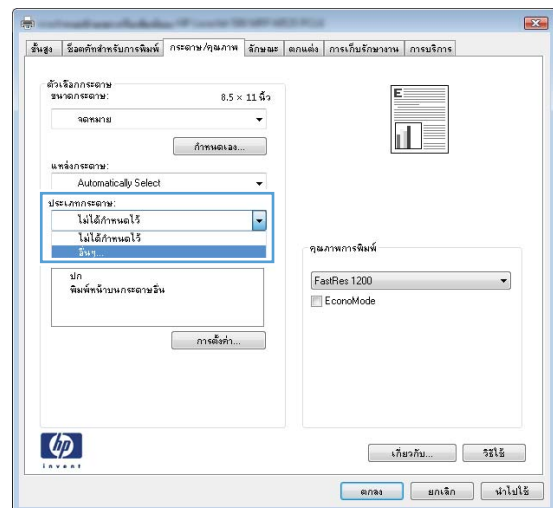 ขั้นสูง ช็อตคัทสำหรับการพิมพ์ กระดาษ/คุณภาพ ลักษณะ ตกแต่ง การเก็บรักษางาน การบริการ
ตัวเลือกกระดาษ
ขนาดกระดาษ: 8.5 × 11 นิ้ว
จดหมาย
กำหนดเอง...
แหล่งกระดาษ:
Automatically Select
ประเภทกระดาษ:
ไม่ได้กำหนดไว้
ไม่ได้กำหนดไว้
อื่นๆ...
ปก
พิมพ์หน้าบนกระดาษอื่น
การตั้งค่า...
E
คุณภาพการพิมพ์
FastRes 1200
EconoMode
hp
invent
เกี่ยวกับ... วิธีใช้
ตกลง ยกเลิก นำไปใช้